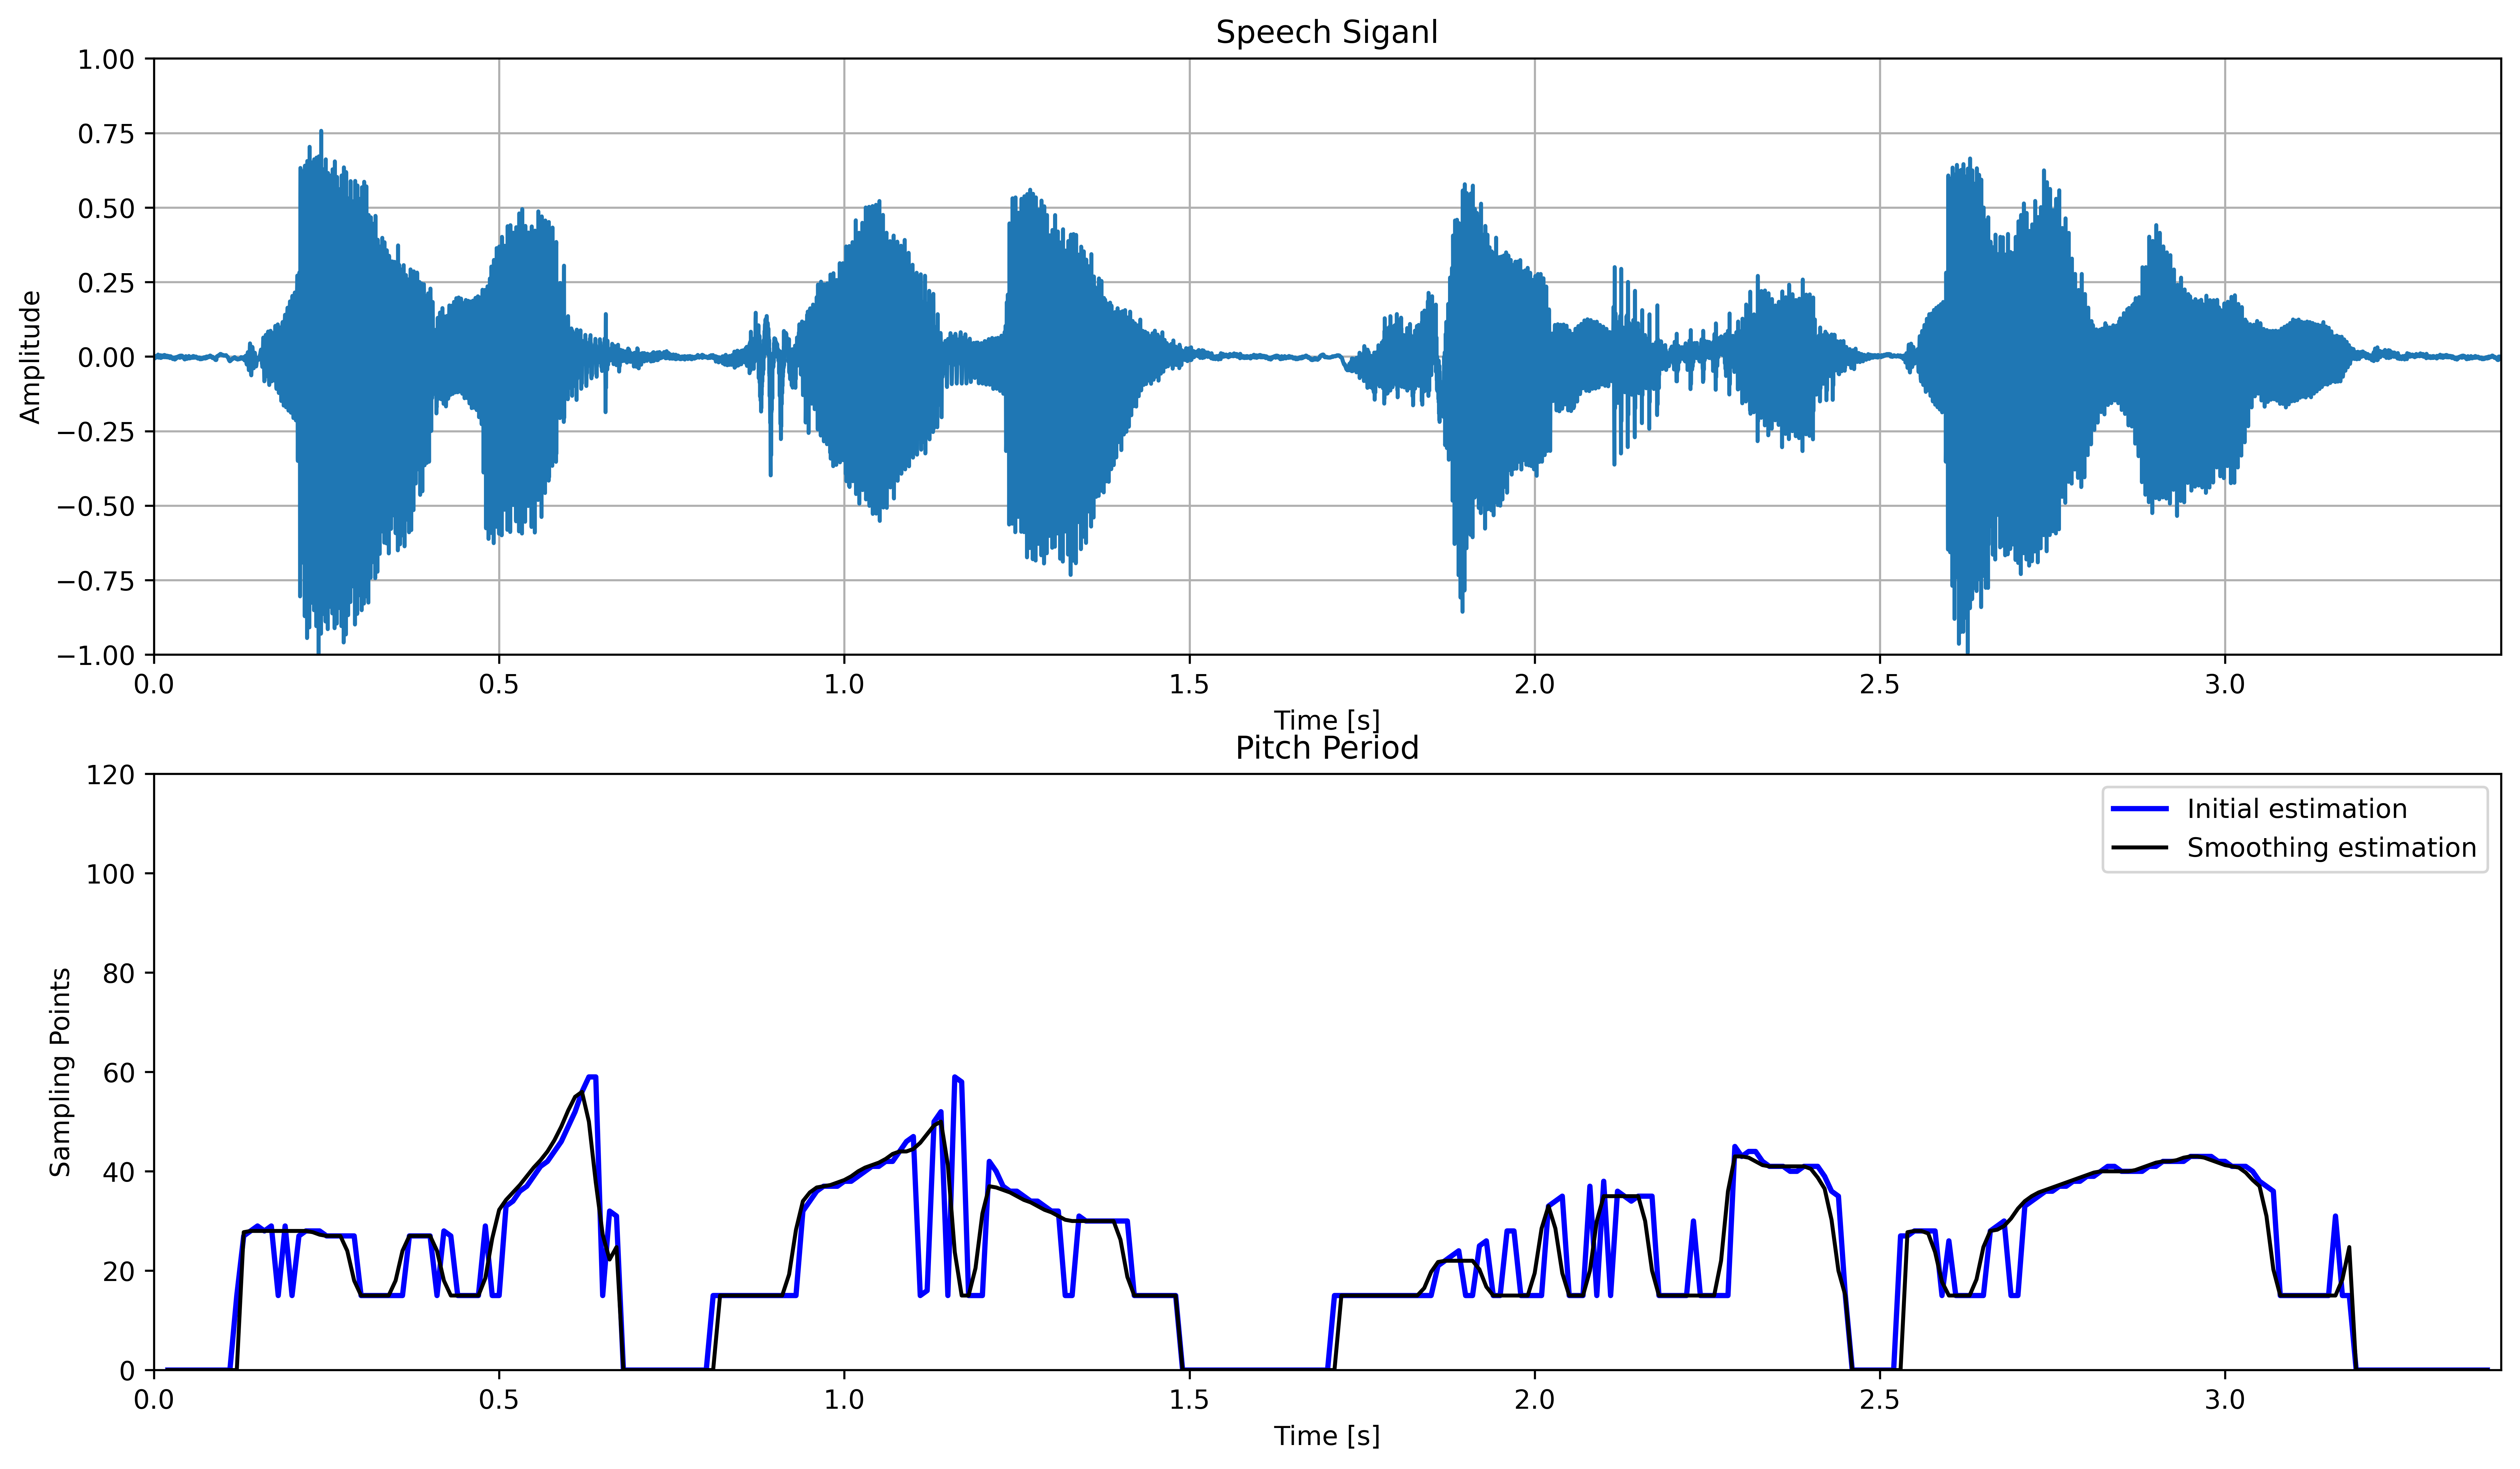 Speech Siganl
1.00
0.75
0.50
0.25
0.00
−0.25
−0.50
−0.75
−1.00
Amplitude
0.0 0.5 1.0 1.5 2.0 2.5 3.0
Time [s]
Pitch Period
120
100
80
60
40
20
0
Sampling Points
Initial estimation
Smoothing estimation
0.0 0.5 1.0 1.5 2.0 2.5 3.0
Time [s]